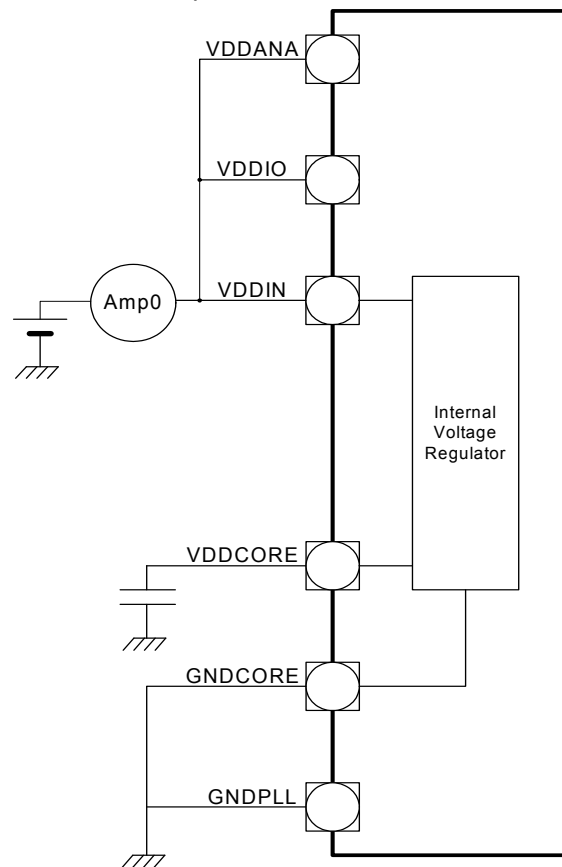 VDDANA
VDDIO
Amp0
VDDIN
Internal
Voltage
Regulator
VDDCORE
GNDCORE
GNDPLL